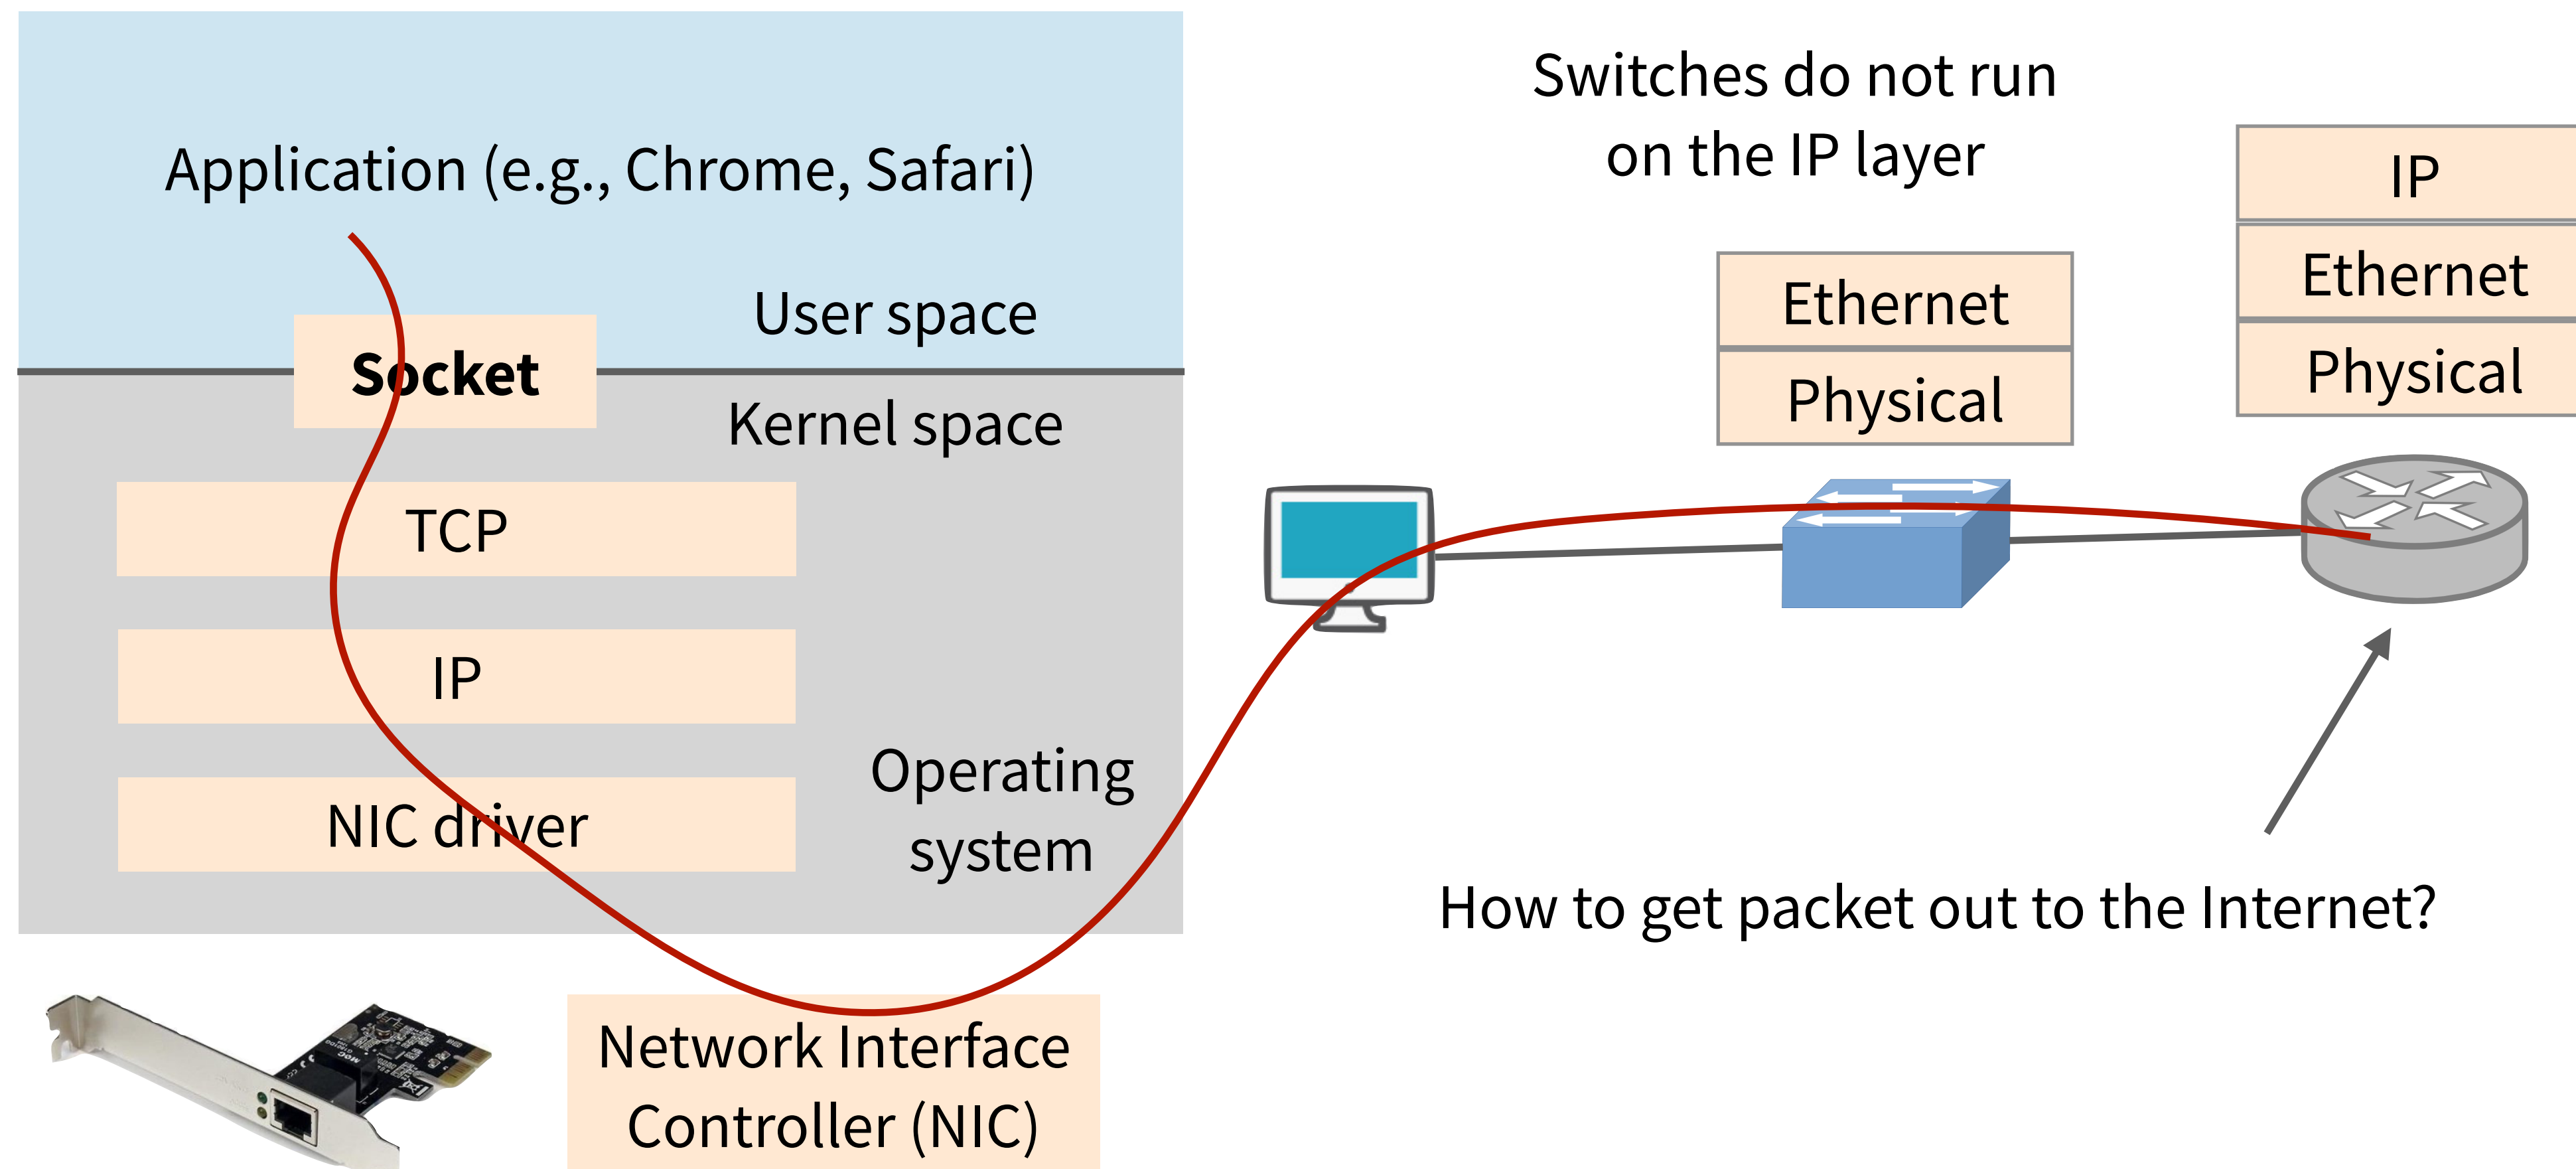 Application (e.g., Chrome, Safari)
User space
Socket
Kernel space
TCP
IP
NIC driver
Operating
system
Network Interface
Controller (NIC)
Switches do not run
on the IP layer
Ethernet
Physical
IP
Ethernet
Physical
How to get packet out to the Internet?